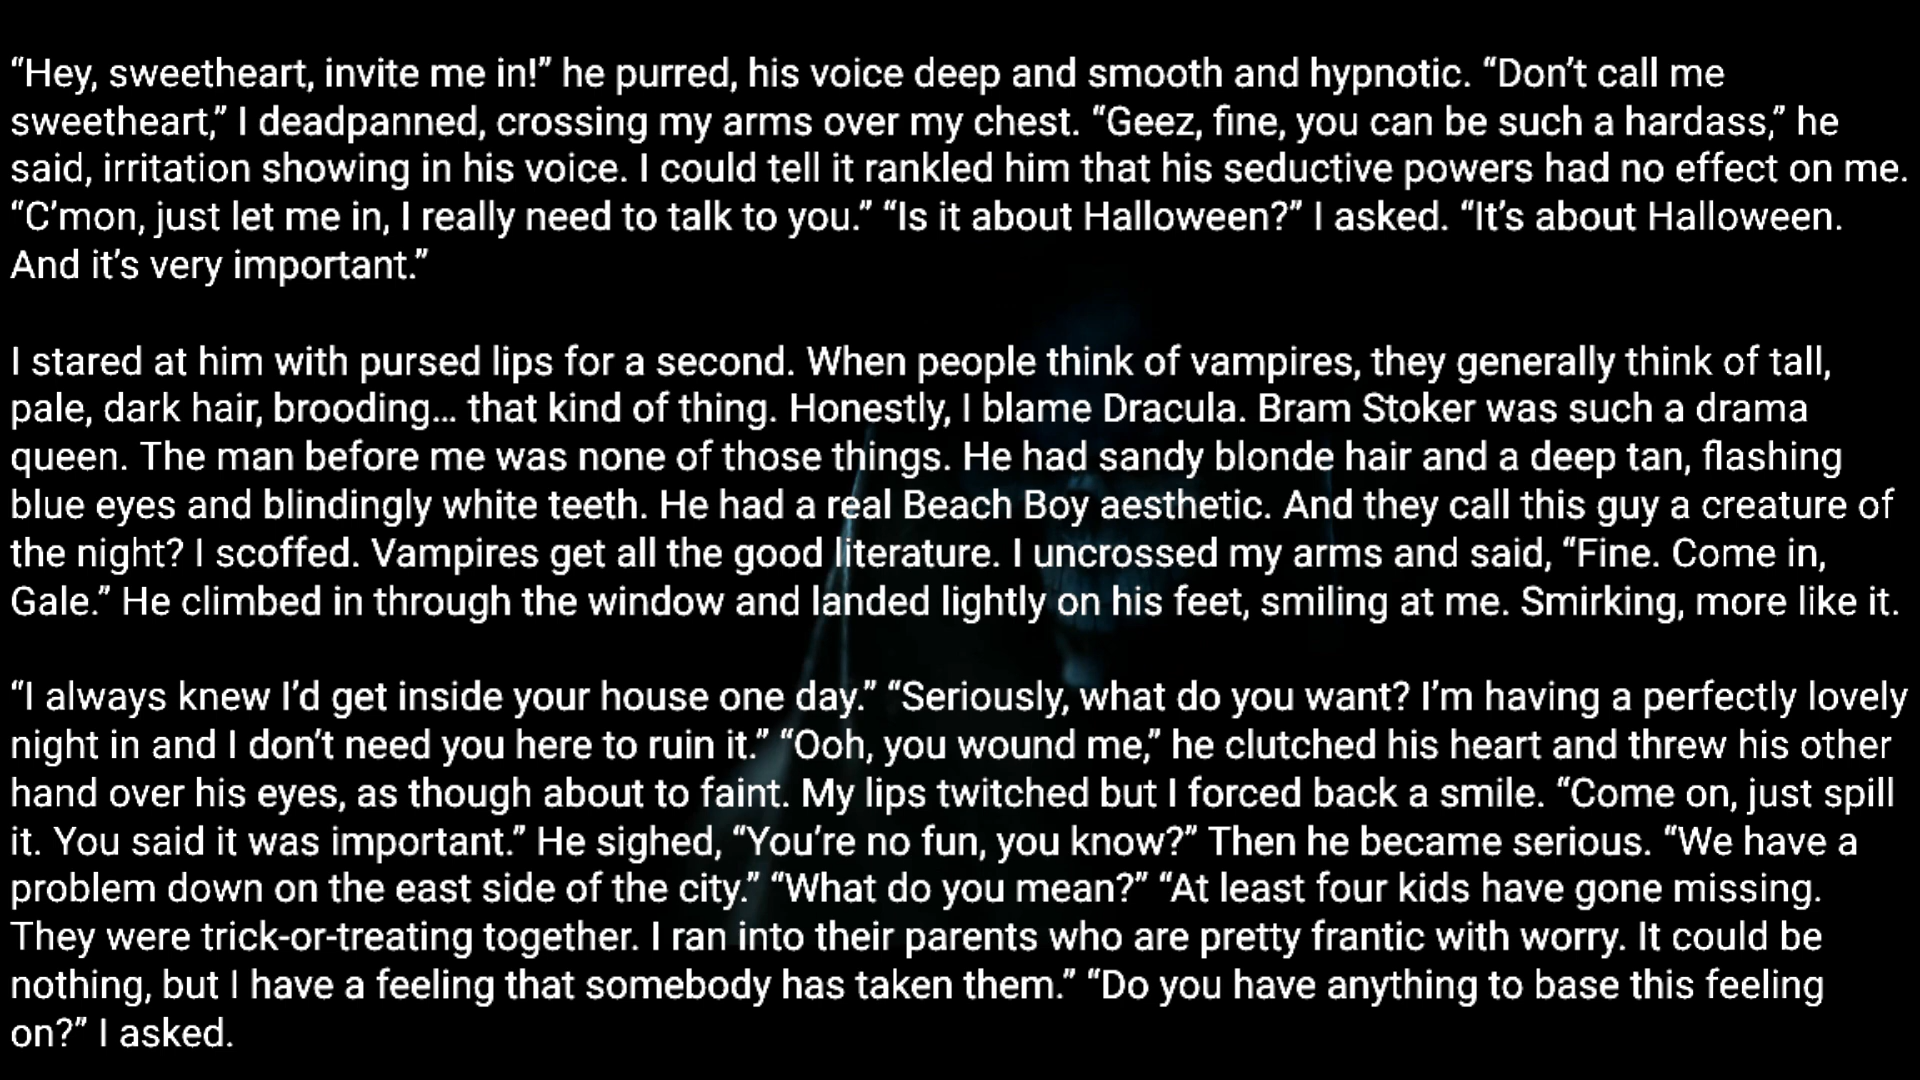 “Hey, sweetheart, invite me in!” he purred, his voice deep and smooth and hypnotic. “Don’t call me
sweetheart,” I deadpanned, crossing my arms over my chest. “Geez, fine, you can be such a hardass,” he
said, irritation showing in his voice. I could tell it rankled him that his seductive powers had no effect on me.
“C’mon, just let me in, I really need to talk to you.” “Is it about Halloween?” I asked. “It’s about Halloween.
And it’s very important.”
I stared at him with pursed lips for a second. When people think of vampires, they generally think of tall,
pale, dark hair, brooding… that kind of thing. Honestly, I blame Dracula. Bram Stoker was such a drama
queen. The man before me was none of those things. He had sandy blonde hair and a deep tan, flashing
blue eyes and blindingly white teeth. He had a real Beach Boy aesthetic. And they call this guy a creature of
the night? I scoffed. Vampires get all the good literature. I uncrossed my arms and said, “Fine. Come in,
Gale.” He climbed in through the window and landed lightly on his feet, smiling at me. Smirking, more like it.
“I always knew I’d get inside your house one day.” “Seriously, what do you want? I’m having a perfectly lovely
night in and I don’t need you here to ruin it.” “Ooh, you wound me,” he clutched his heart and threw his other
hand over his eyes, as though about to faint. My lips twitched but I forced back a smile. “Come on, just spill
it. You said it was important.” He sighed, “You’re no fun, you know?” Then he became serious. “We have a
problem down on the east side of the city.” “What do you mean?” “At least four kids have gone missing.
They were trick-or-treating together. I ran into their parents who are pretty frantic with worry. It could be
nothing, but I have a feeling that somebody has taken them.” “Do you have anything to base this feeling
on?” I asked.